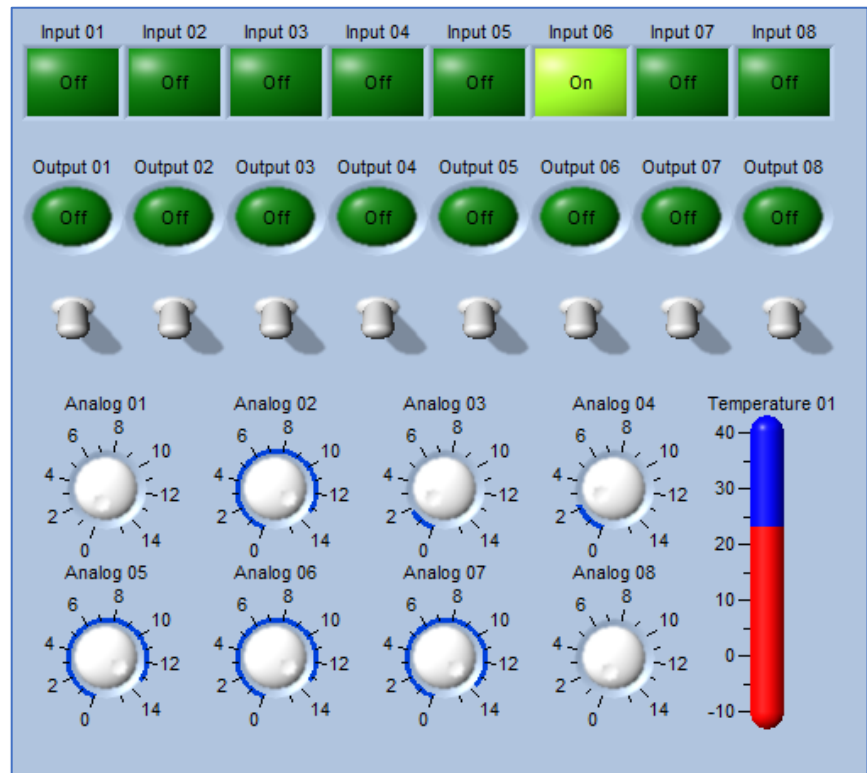 Input 01 Input 02 Input 03 Input 04 Input 05 Input 06 Input 07 Input 08
Off Off Off Off Off On Off Off
Output 01 Output 02 Output 03 Output 04 Output 05 Output 06 Output 07 Output 08
Off Off Off Off Off Off Off Off
Analog 01 Analog 02 Analog 03 Analog 04 Temperature 01
0 2 4 6 8 10 12 14
0 2 4 6 8 10 12 14
0 2 4 6 8 10 12 14
0 2 4 6 8 10 12 14
40
30
20
10
0
-10
Analog 05 Analog 06 Analog 07 Analog 08
0 2 4 6 8 10 12 14
0 2 4 6 8 10 12 14
0 2 4 6 8 10 12 14
0 2 4 6 8 10 12 14